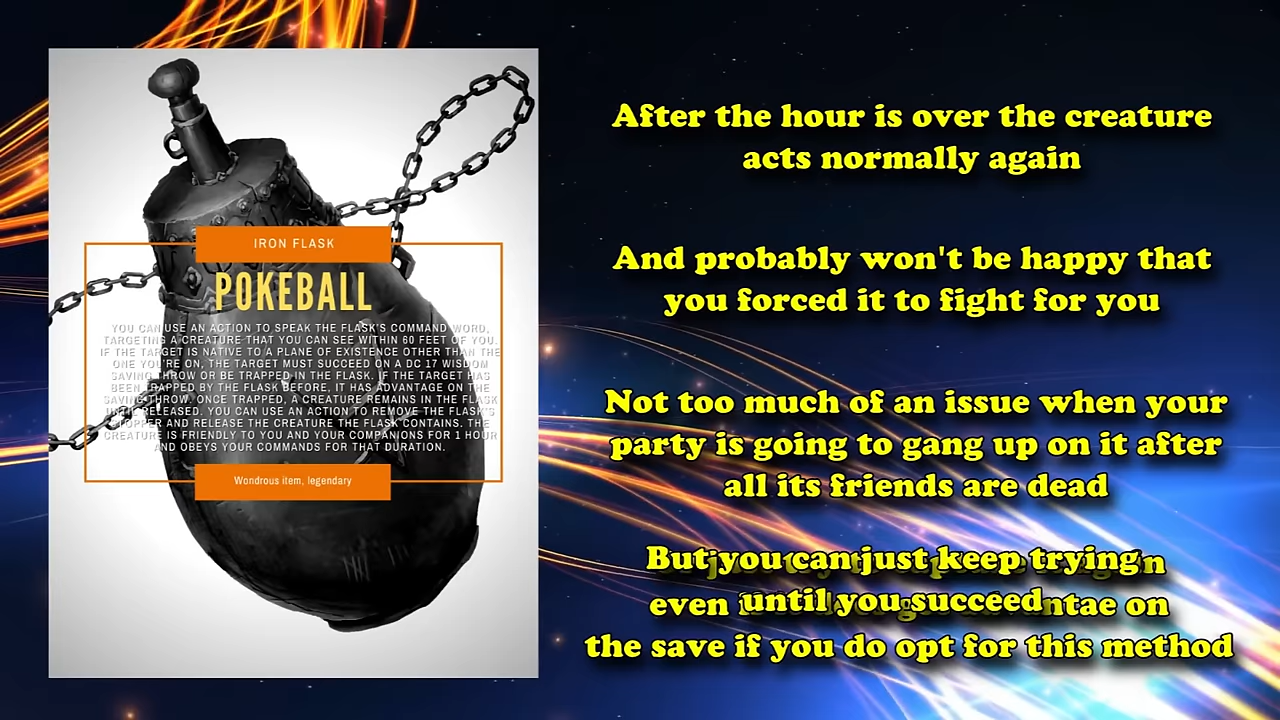 IRON FLASK
POKEBALL
YOU CAN USE AN ACTION TO SPEAK THE FLASK'S COMMAND WORD,
TARGETING A CREATURE THAT YOU CAN SEE WITHIN 60 FEET OF YOU.
IF THE TARGET IS NATIVE TO A PLANE OF EXISTENCE OTHER THAN THE
ONE YOU'RE ON, THE TARGET MUST SUCCEED ON A DC 17 WISDOM
SAVING THROW OR BE TRAPPED IN THE FLASK. IF THE TARGET HAS
BEEN TRAPPED BY THE FLASK BEFORE, IT HAS ADVANTAGE ON THE
SAVING THROW. ONCE TRAPPED, A CREATURE REMAINS IN THE FLASK
UNTIL RELEASED. YOU CAN USE AN ACTION TO REMOVE THE FLASK'S
STOPPER AND RELEASE THE CREATURE THE FLASK CONTAINS. THE
CREATURE IS FRIENDLY TO YOU AND YOUR COMPANIONS FOR 1 HOUR
AND OBEYS YOUR COMMANDS FOR THAT DURATION.
Wondrous item, legendary
After the hour is over the creature
acts normally again
And probably won't be happy that
you forced it to fight for you
Not too much of an issue when your
party is going to gang up on it after
all its friends are dead
But you can just keep trying
until you succeed
even on
the save if you do opt for this method